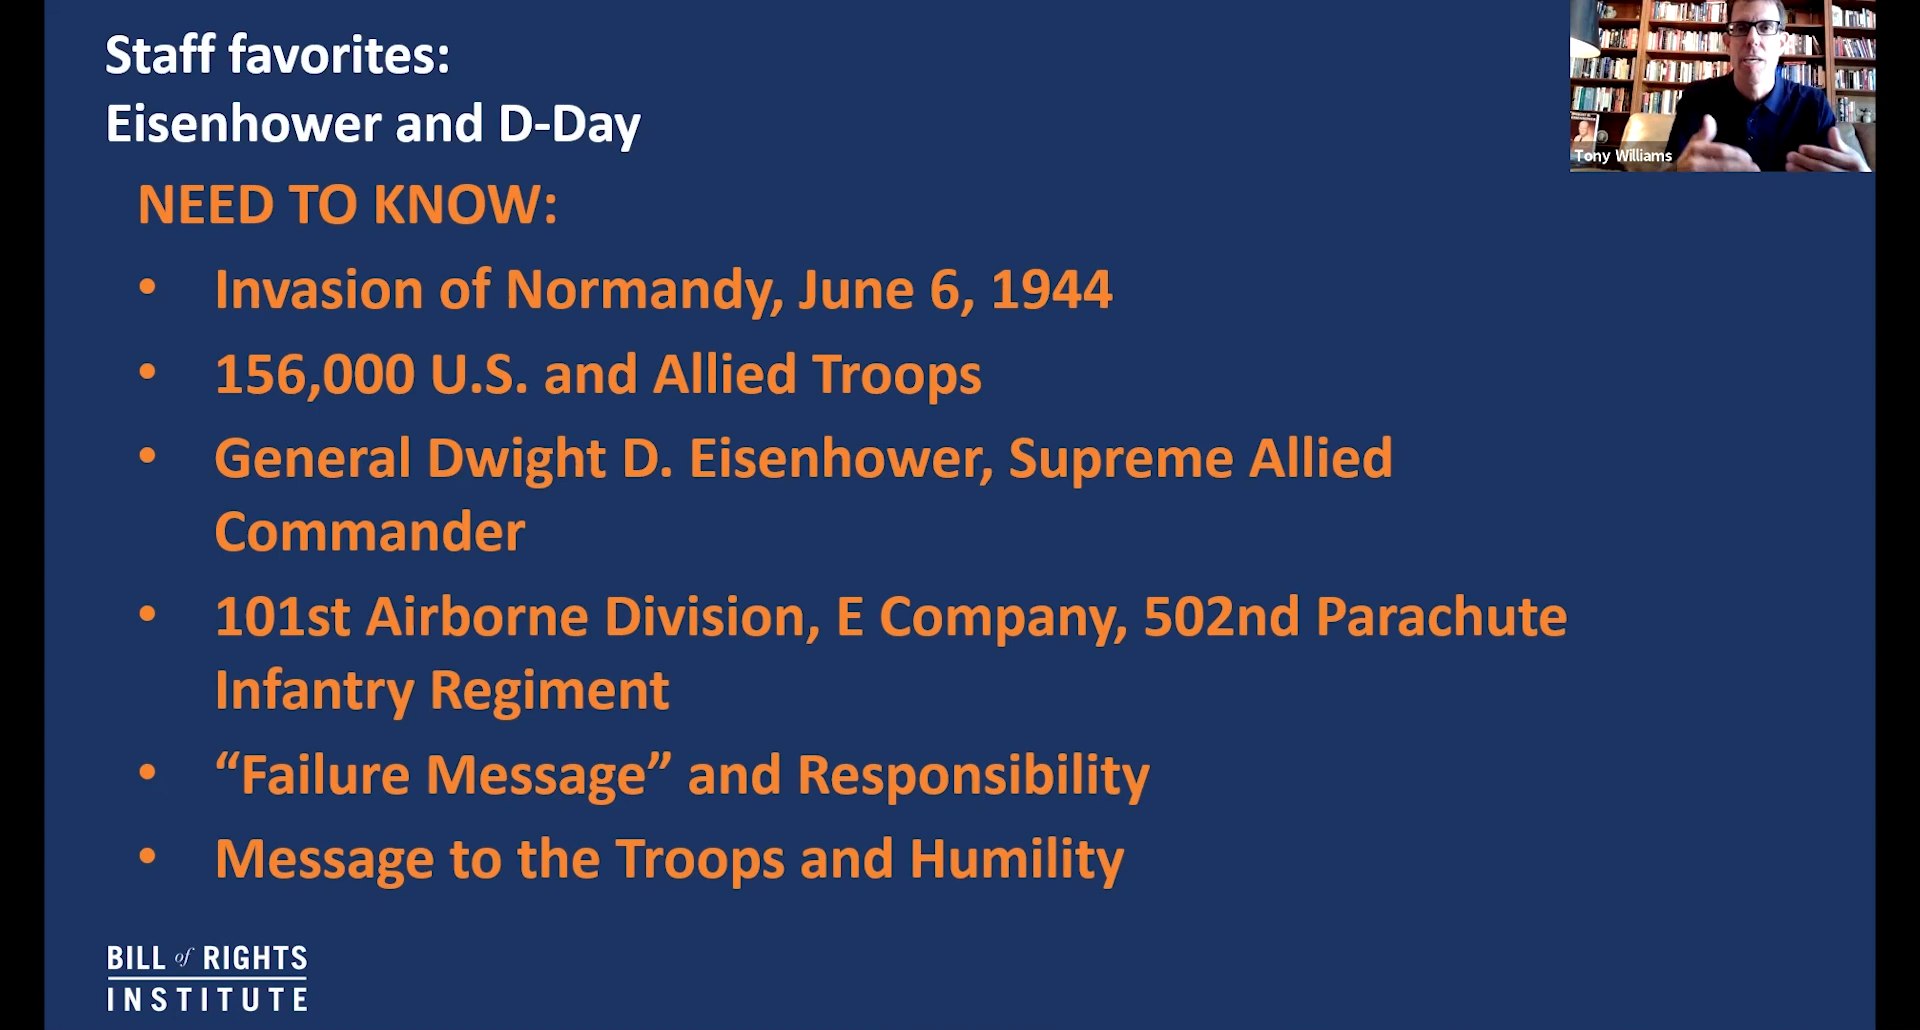 Staff favorites:
Eisenhower and D-Day
Tony Williams
NEED TO KNOW:
• Invasion of Normandy, June 6, 1944
• 156,000 U.S. and Allied Troops
• General Dwight D. Eisenhower, Supreme Allied
Commander
• 101st Airborne Division, E Company, 502nd Parachute
Infantry Regiment
• “Failure Message” and Responsibility
• Message to the Troops and Humility
BILL of RIGHTS
INSTITUTE